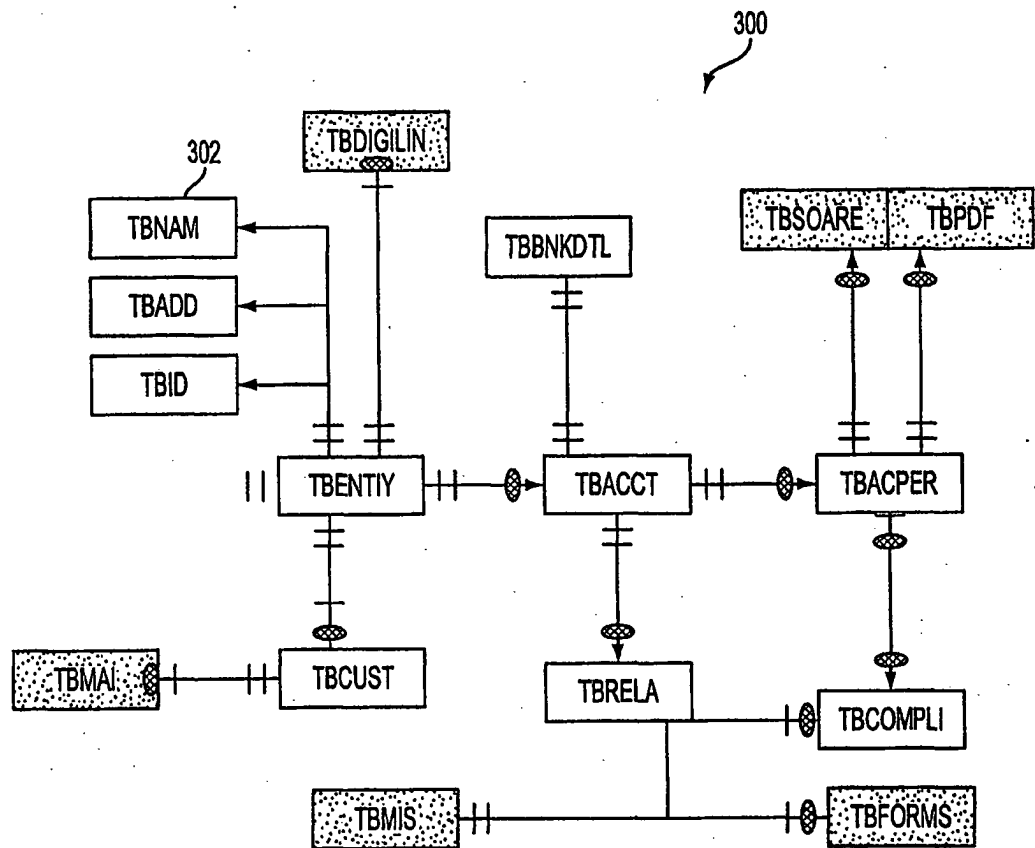 300
TBDIGILIN
302
TBNAM
TBSOARE
TBPDF
TBBNKDTL
TBADD
TBID
TBENTIY
TBACCT
TBACPER
TBMAI
TBCUST
TBRELA
TBCOMPLI
TBMIS
TBFORMS